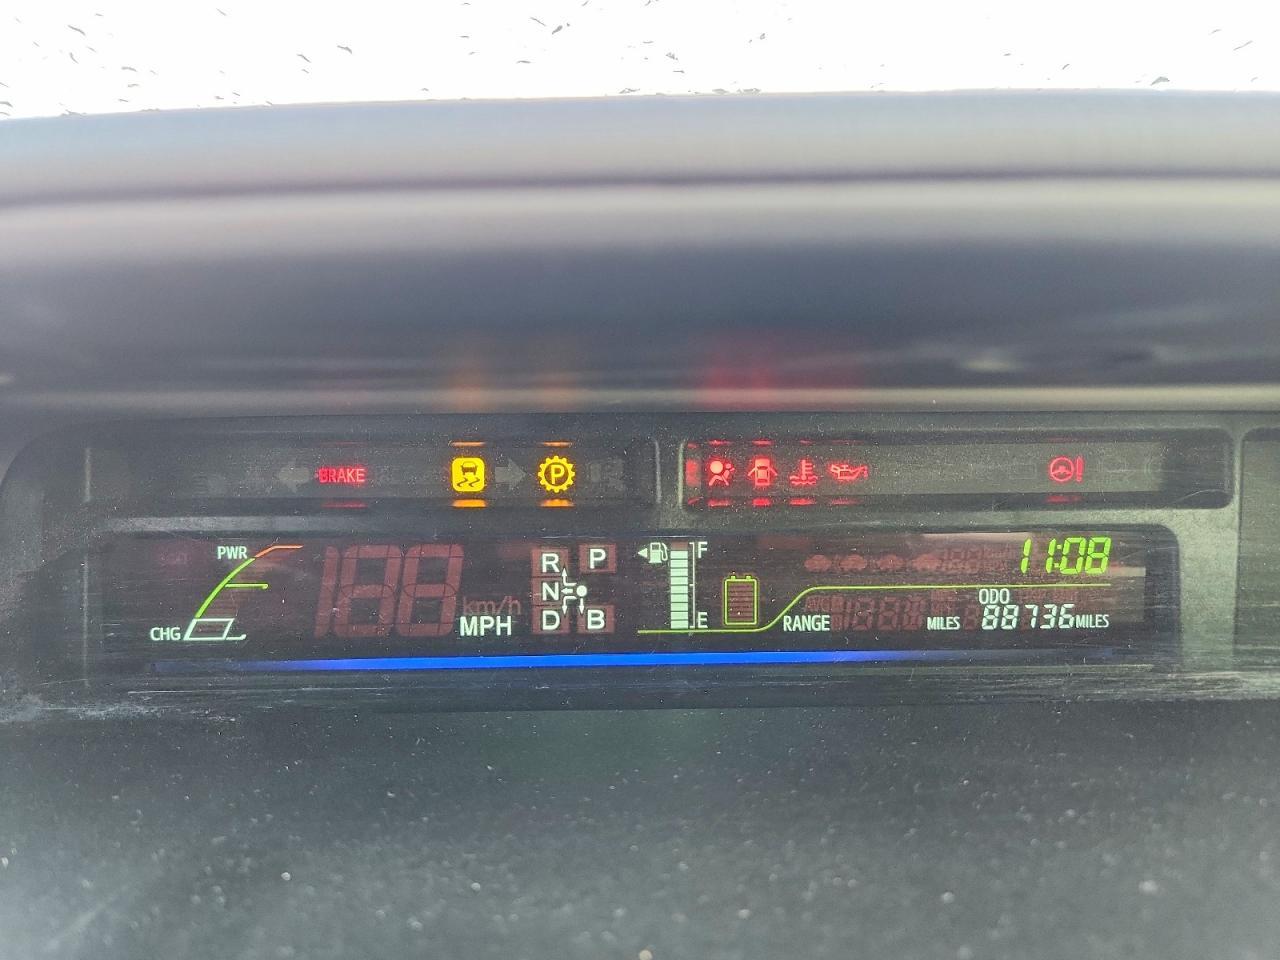 BRAKE
P
PWR
CHG
188
km/h
MPH
R P
N
D B
F
E
11:08
RANGE
MILES
ODO
88736 MILES